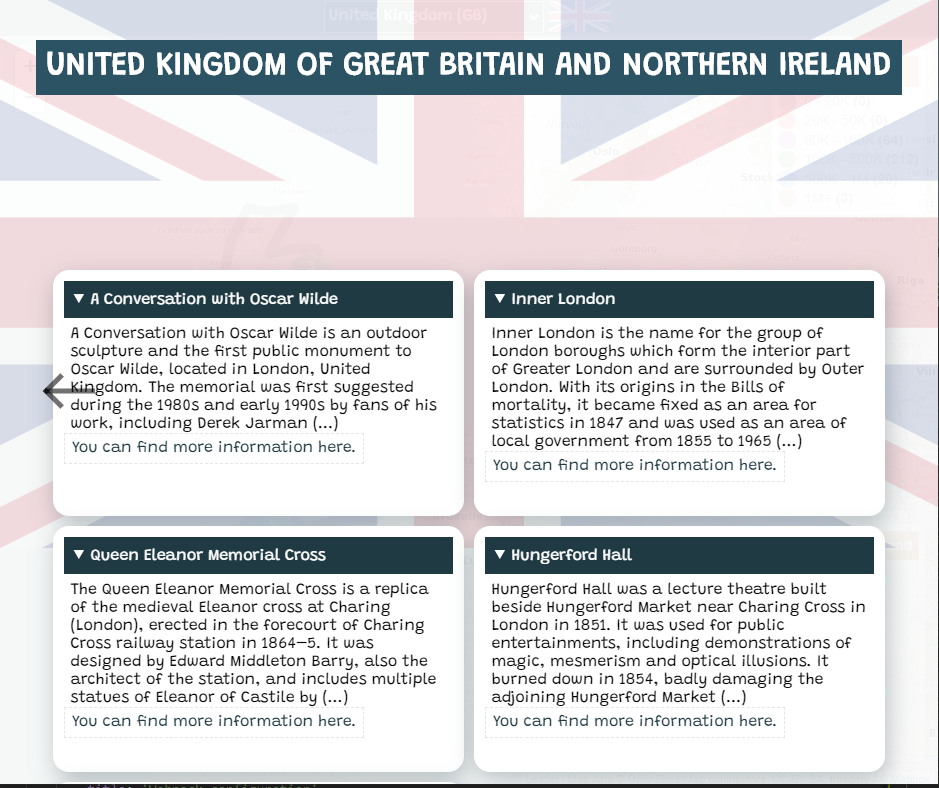 United Kingdom (GB)
UNITED KINGDOM OF GREAT BRITAIN AND NORTHERN IRELAND
Oslo
Riga
▼ A Conversation with Oscar Wilde
A Conversation with Oscar Wilde is an outdoor
sculpture and the first public monument to
Oscar Wilde, located in London, United
Kingdom. The memorial was first suggested
during the 1980s and early 1990s by fans of his
work, including Derek Jarman (...)
You can find more information here.
▼ Inner London
Inner London is the name for the group of
London boroughs which form the interior part
of Greater London and are surrounded by Outer
London. With its origins in the Bills of
mortality, it became fixed as an area for
statistics in 1847 and was used as an area of
local government from 1855 to 1965 (...)
You can find more information here.
▼ Queen Eleanor Memorial Cross
The Queen Eleanor Memorial Cross is a replica
of the medieval Eleanor cross at Charing
(London), erected in the forecourt of Charing
Cross railway station in 1864–5. It was
designed by Edward Middleton Barry, also the
architect of the station, and includes multiple
statues of Eleanor of Castile by (...)
You can find more information here.
▼ Hungerford Hall
Hungerford Hall was a lecture theatre built
beside Hungerford Market near Charing Cross in
London in 1851. It was used for public
entertainments, including demonstrations of
magic, mesmerism and optical illusions. It
burned down in 1854, badly damaging the
adjoining Hungerford Market (...)
You can find more information here.